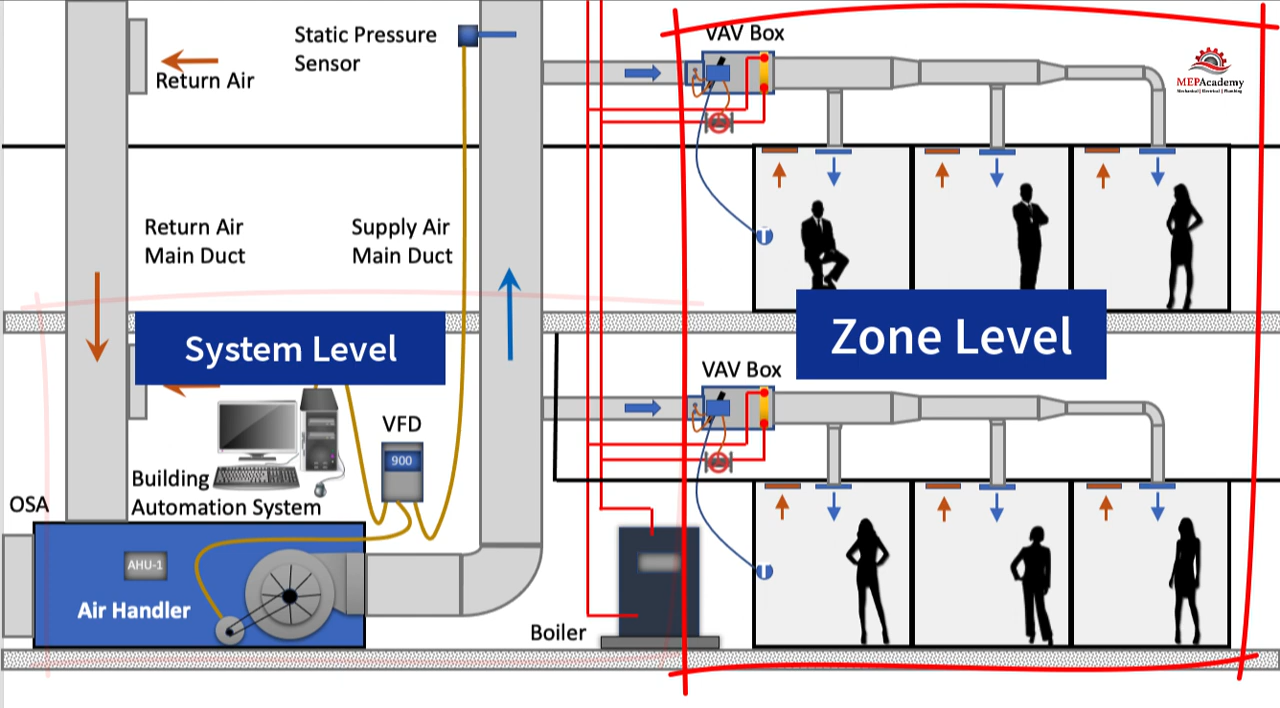 Static Pressure
Sensor
Return Air
VAV Box
MEPAcademy
Mechanical | Electrical | Plumbing
Return Air
Main Duct
Supply Air
Main Duct
System Level
Zone Level
VAV Box
VFD
900
Building
Automation System
OSA
AHU-1
Air Handler
Boiler